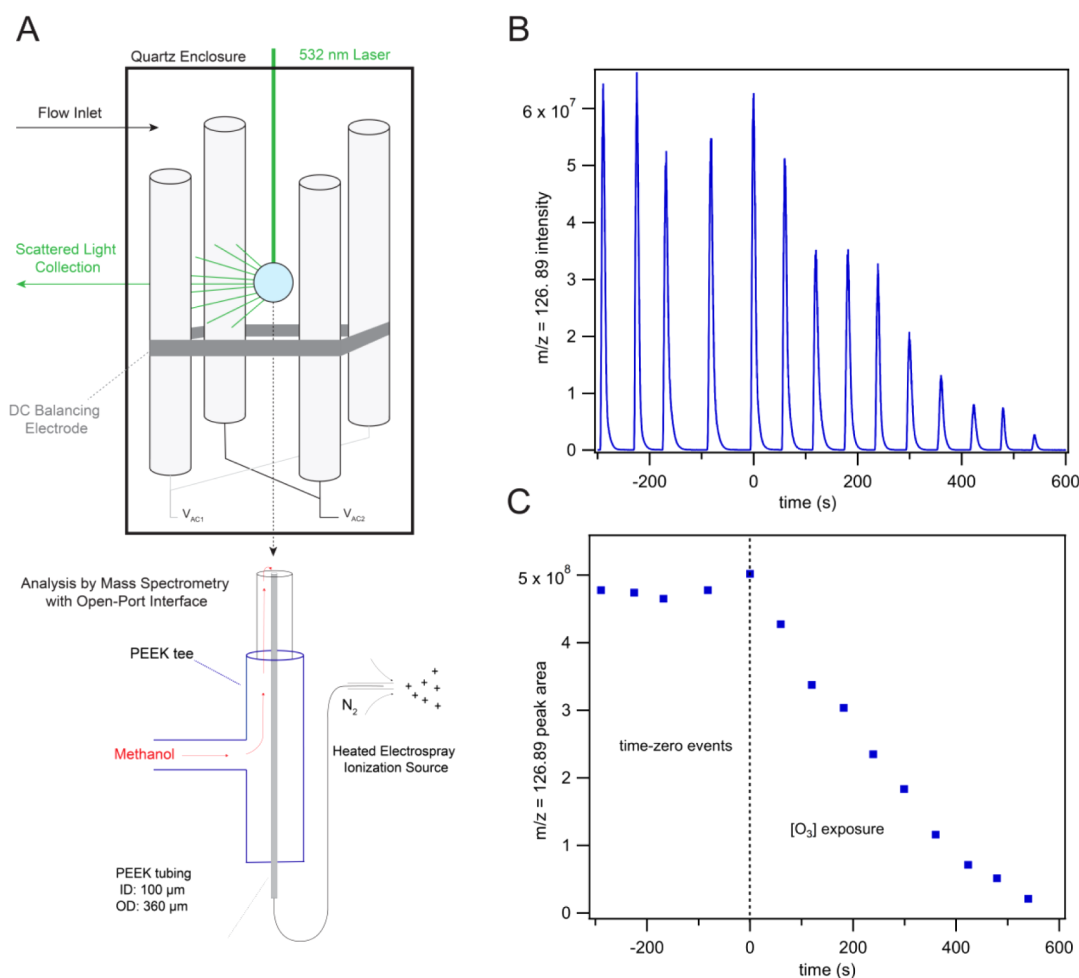 A
Quartz Enclosure
532 nm Laser
Flow Inlet
Scattered Light
Collection
DC Balancing
Electrode
V_AC1
V_AC2
Analysis by Mass Spectrometry
with Open-Port Interface
PEEK tee
N₂
Methanol
Heated Electrospray
Ionization Source
PEEK tubing
ID: 100 µm
OD: 360 µm
B
m/z = 126. 89 intensity
6 x 10⁷
5
4
3
2
1
0
-200
0
200
400
600
time (s)
C
m/z = 126.89 peak area
5 x 10⁸
4
3
2
1
0
time-zero events
[O₃] exposure
-200
0
200
400
600
time (s)